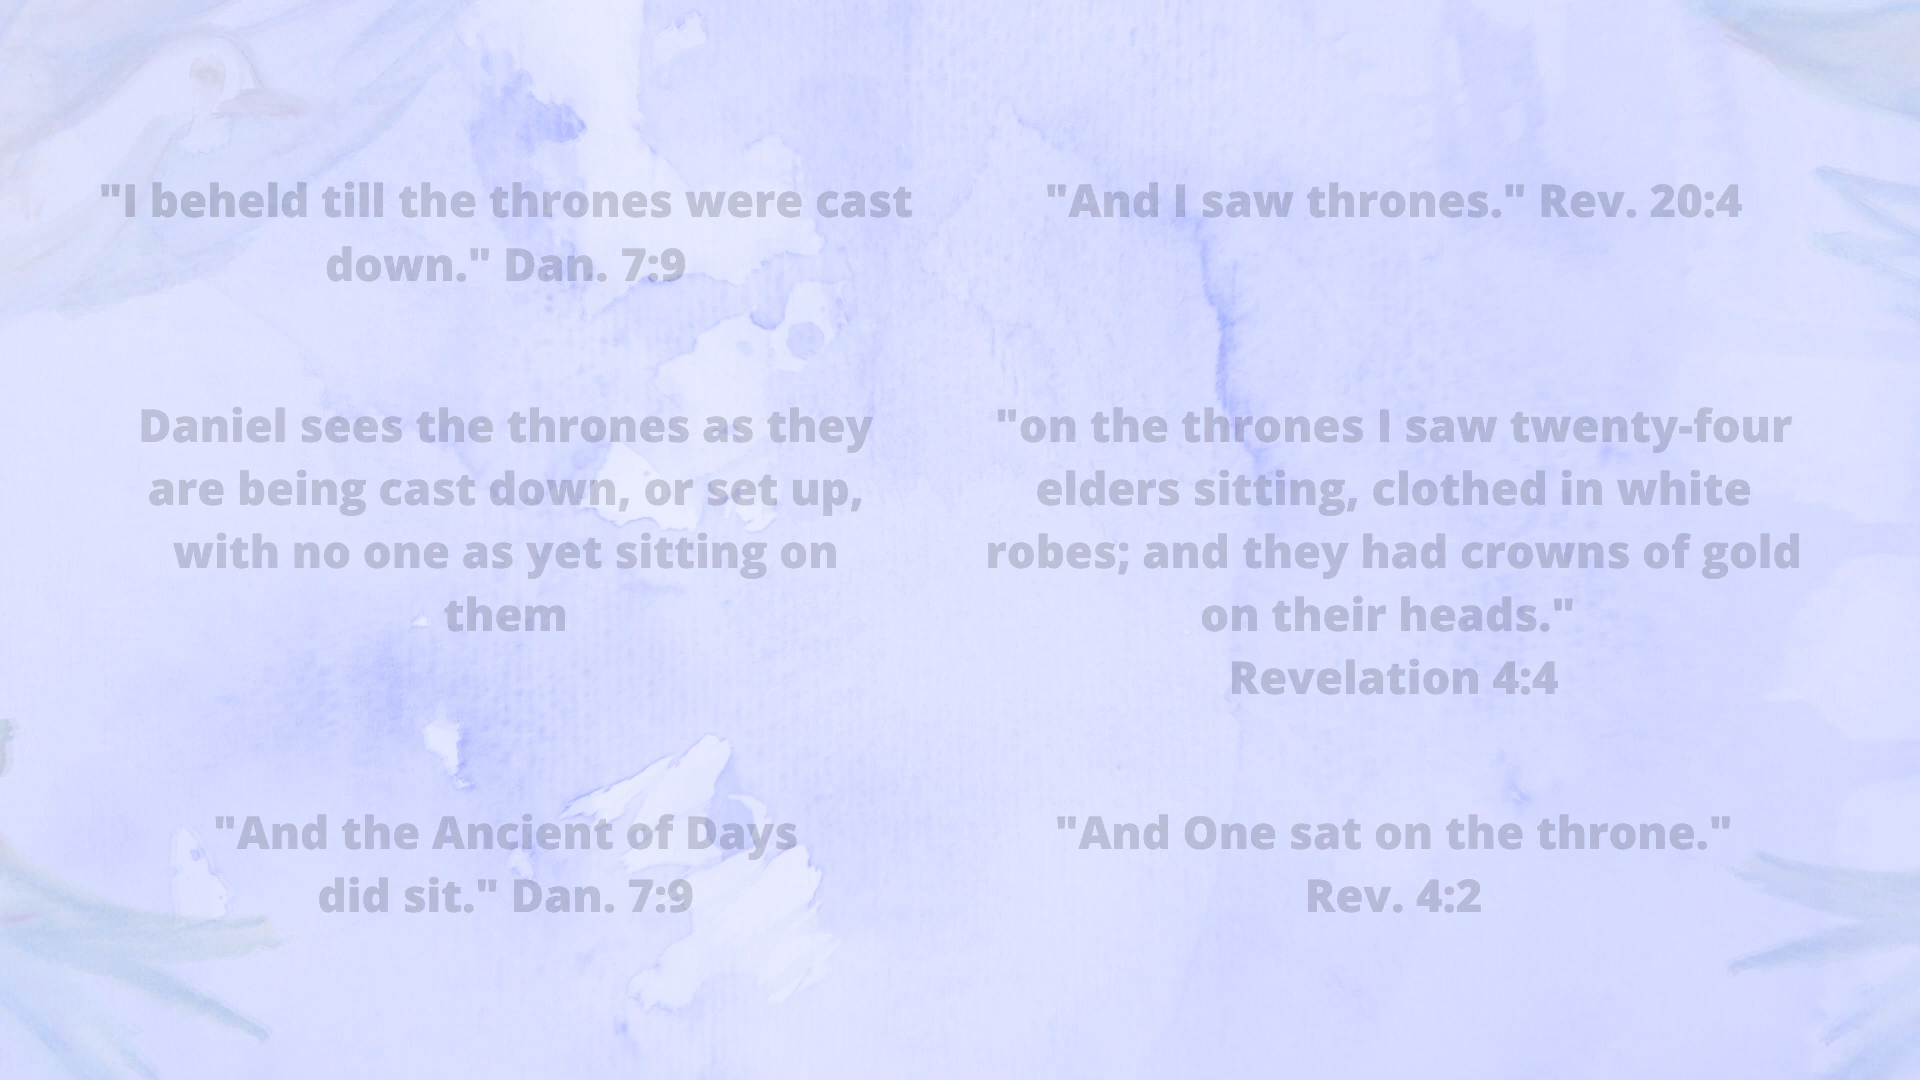 "I beheld till the thrones were cast
down." Dan. 7:9
"And I saw thrones." Rev. 20:4
Daniel sees the thrones as they
are being cast down, or set up,
with no one as yet sitting on
them
"on the thrones I saw twenty-four
elders sitting, clothed in white
robes; and they had crowns of gold
on their heads."
Revelation 4:4
"And the Ancient of Days
did sit." Dan. 7:9
"And One sat on the throne."
Rev. 4:2